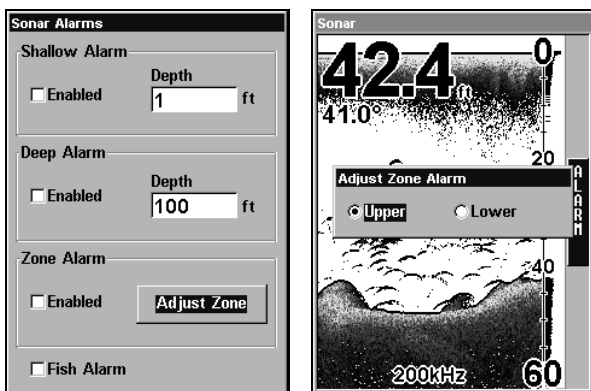 Sonar Alarms
Shallow Alarm
Enabled
Depth
1 ft
Deep Alarm
Enabled
Depth
100 ft
Zone Alarm
Enabled
Adjust Zone
Fish Alarm
Sonar
42.4 ft
0
41.0°
20
Adjust Zone Alarm
Upper Lower
ALARM
40
200kHz
60